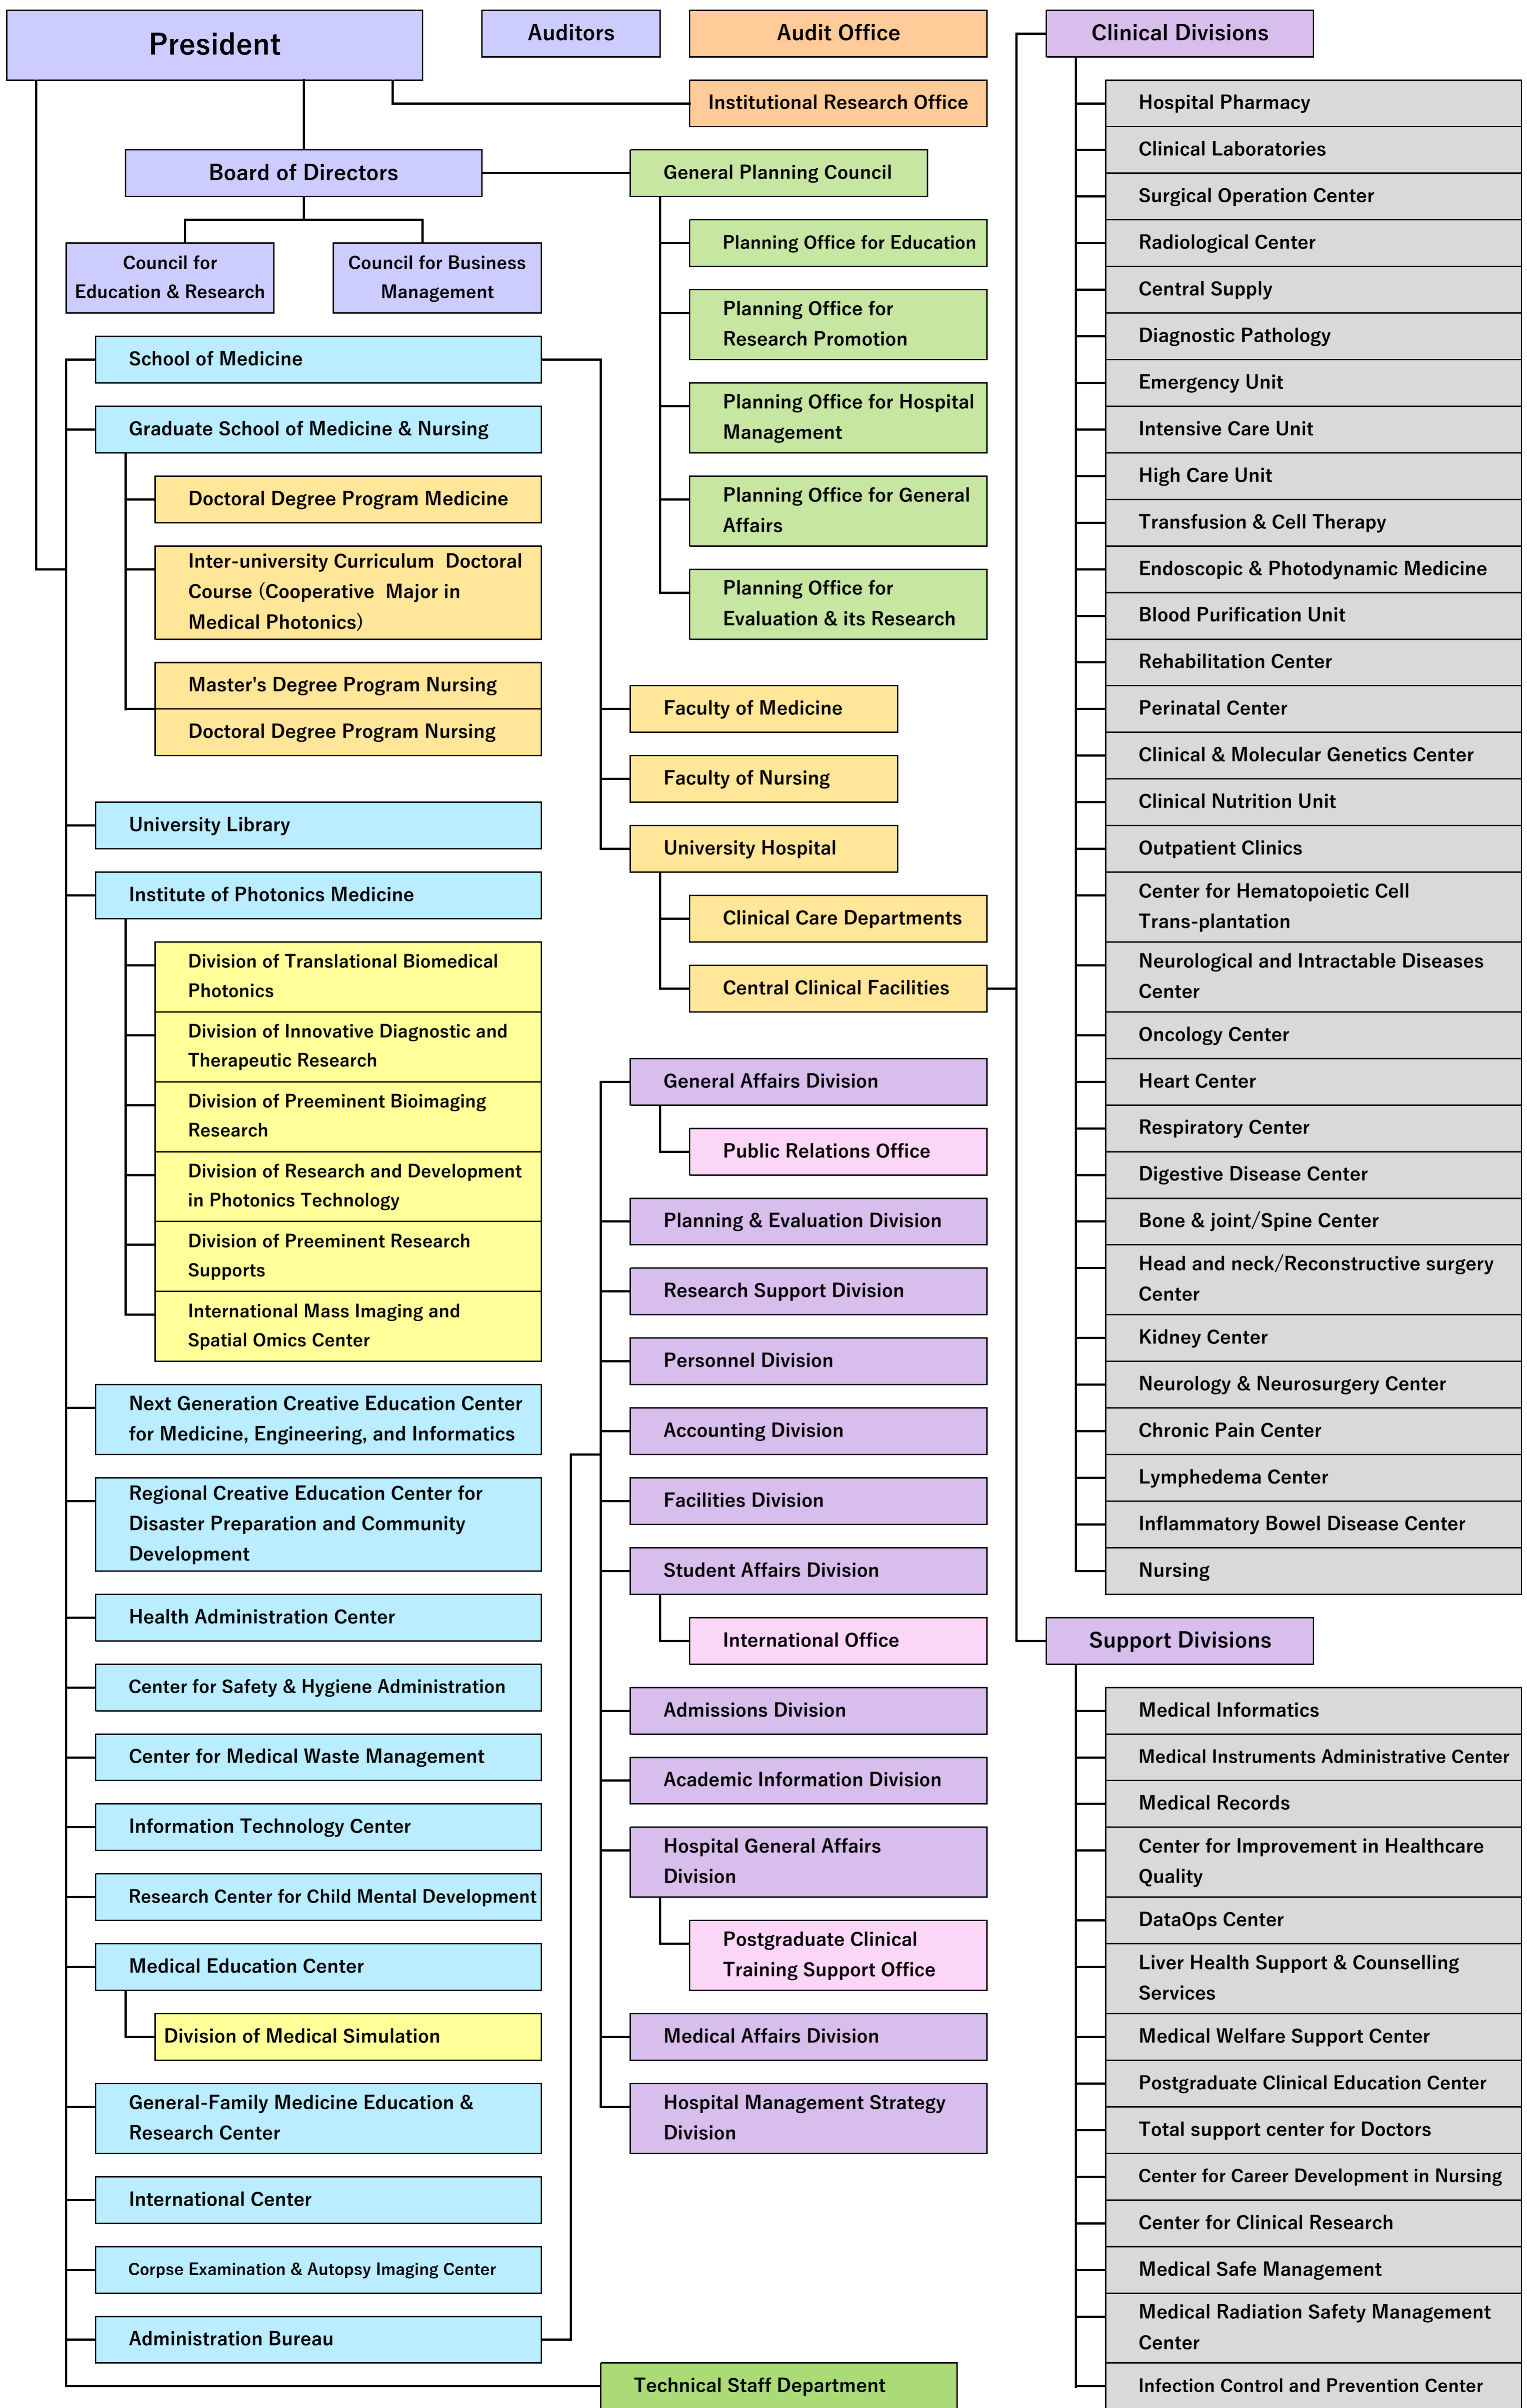 President
Auditors
Audit Office
Institutional Research Office
Board of Directors
General Planning Council
Council for
Education & Research
Council for Business
Management
Planning Office for Education
Planning Office for
Research Promotion
Planning Office for Hospital
Management
Planning Office for General
Affairs
Planning Office for
Evaluation & its Research
School of Medicine
Graduate School of Medicine & Nursing
Doctoral Degree Program Medicine
Inter-university Curriculum Doctoral
Course (Cooperative Major in
Medical Photonics)
Master's Degree Program Nursing
Doctoral Degree Program Nursing
University Library
Institute of Photonics Medicine
Division of Translational Biomedical
Photonics
Division of Innovative Diagnostic and
Therapeutic Research
Division of Preeminent Bioimaging
Research
Division of Research and Development
in Photonics Technology
Division of Preeminent Research
Supports
International Mass Imaging and
Spatial Omics Center
Next Generation Creative Education Center
for Medicine, Engineering, and Informatics
Regional Creative Education Center for
Disaster Preparation and Community
Development
Health Administration Center
Center for Safety & Hygiene Administration
Center for Medical Waste Management
Information Technology Center
Research Center for Child Mental Development
Medical Education Center
Division of Medical Simulation
General-Family Medicine Education &
Research Center
International Center
Corpse Examination & Autopsy Imaging Center
Administration Bureau
Technical Staff Department
Faculty of Medicine
Faculty of Nursing
University Hospital
Clinical Care Departments
Central Clinical Facilities
General Affairs Division
Public Relations Office
Planning & Evaluation Division
Research Support Division
Personnel Division
Accounting Division
Facilities Division
Student Affairs Division
International Office
Admissions Division
Academic Information Division
Hospital General Affairs
Division
Postgraduate Clinical
Training Support Office
Medical Affairs Division
Hospital Management Strategy
Division
Clinical Divisions
Hospital Pharmacy
Clinical Laboratories
Surgical Operation Center
Radiological Center
Central Supply
Diagnostic Pathology
Emergency Unit
Intensive Care Unit
High Care Unit
Transfusion & Cell Therapy
Endoscopic & Photodynamic Medicine
Blood Purification Unit
Rehabilitation Center
Perinatal Center
Clinical & Molecular Genetics Center
Clinical Nutrition Unit
Outpatient Clinics
Center for Hematopoietic Cell
Trans-plantation
Neurological and Intractable Diseases
Center
Oncology Center
Heart Center
Respiratory Center
Digestive Disease Center
Bone & joint/Spine Center
Head and neck/Reconstructive surgery
Center
Kidney Center
Neurology & Neurosurgery Center
Chronic Pain Center
Lymphedema Center
Inflammatory Bowel Disease Center
Nursing
Support Divisions
Medical Informatics
Medical Instruments Administrative Center
Medical Records
Center for Improvement in Healthcare
Quality
DataOps Center
Liver Health Support & Counselling
Services
Medical Welfare Support Center
Postgraduate Clinical Education Center
Total support center for Doctors
Center for Career Development in Nursing
Center for Clinical Research
Medical Safe Management
Medical Radiation Safety Management
Center
Infection Control and Prevention Center